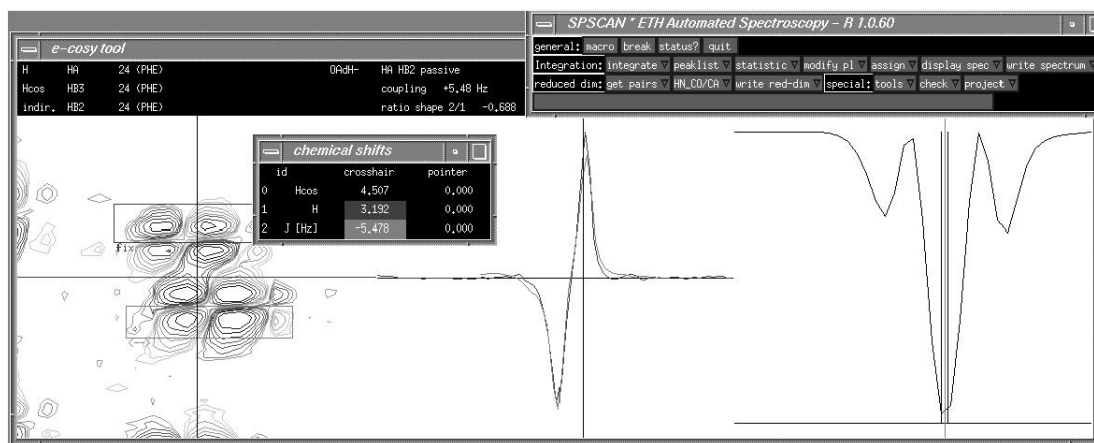 SPSCAN * ETH Automated Spectroscopy - R 1.0.60
general: macro break status? quit
Integration: integrate peaklist statistic modify pl assign display spec write spectrum
reduced dim: get pairs HN_CO/CA write red-dim special: tools check project
e-cosy tool
H HA 24 (PHE) OAdH- HA HB2 passive
Hcos HB3 24 (PHE) coupling +5.48 Hz
indir. HB2 24 (PHE) ratio shape 2/1 -0.688
chemical shifts
id crosshair pointer
0 Hcos 4.507 0.000
1 H 3.192 0.000
2 J [Hz] -5.478 0.000
fix